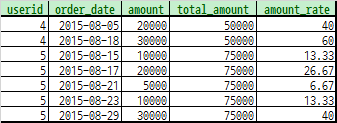 userid order_date amount total_amount amount_rate
4 2015-08-05 20000 50000 40
4 2015-08-18 30000 50000 60
5 2015-08-15 10000 75000 13.33
5 2015-08-17 20000 75000 26.67
5 2015-08-21 5000 75000 6.67
5 2015-08-23 10000 75000 13.33
5 2015-08-29 30000 75000 40